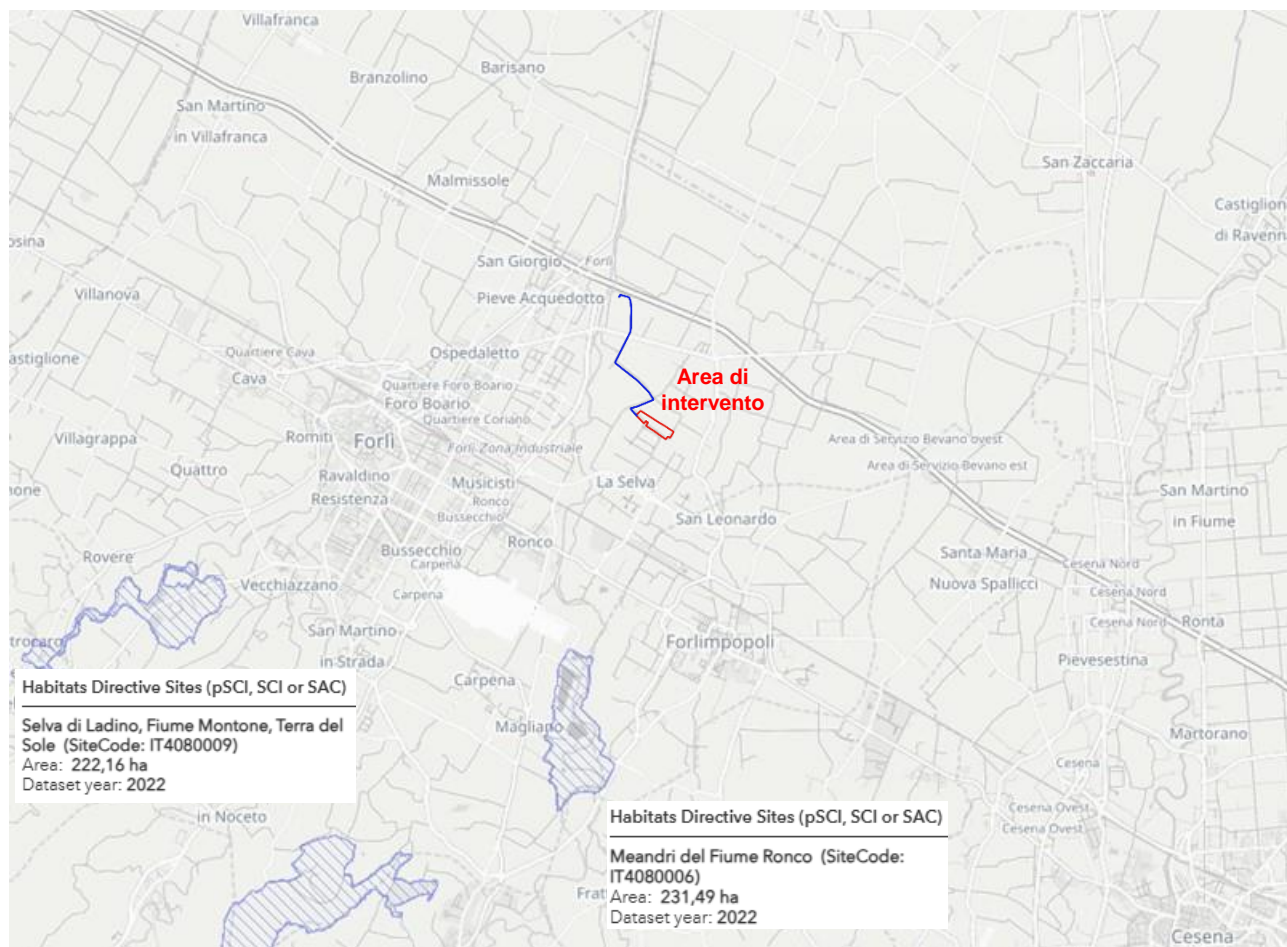 Villafranca
Branzolino
Barisano
San Martino
in Villafranca
San Zaccaria
Malmissole
Castiglion
di Ravenn
osina
San Giorgio
Forlì
Villanova
Pieve Acquedotto
astiglione
Quartiere Cava
Cava
Ospedaletto
Quartiere Foro Boario
Foro Boario
Quartiere Coriano
Area di
intervento
Villagrappa
Romiti
Forlì
Forlì Zona Industriale
Area di Servizio Bevano ovest
Area di Servizio Bevano est
Quattro
Ravaldino
Resistenza
Musicisti
Ronco
Bussecchio
La Selva
San Martino
in Fiume
none
San Leonardo
Rovere
Bussecchio
Carpena
Ronco
Santa Maria
Nuova Spallicci
Cesena Nord
Vecchiazzano
Carpena
Cesena Nord
Cesena Nord
Ronta
trocaro
San Martino
in Strada
Forlimpopoli
Pievesestina
Carpena
Magliano
Martorano
Habitats Directive Sites (pSCI, SCI or SAC)
Selva di Ladino, Fiume Montone, Terra del
Sole (SiteCode: IT4080009)
Area: 222,16 ha
Dataset year: 2022
Cesena
in Noceto
Cesena Ovest
Cesena Ovest
Habitats Directive Sites (pSCI, SCI or SAC)
Meandri del Fiume Ronco (SiteCode:
IT4080006)
Area: 231,49 ha
Dataset year: 2022
Frat
Cesena